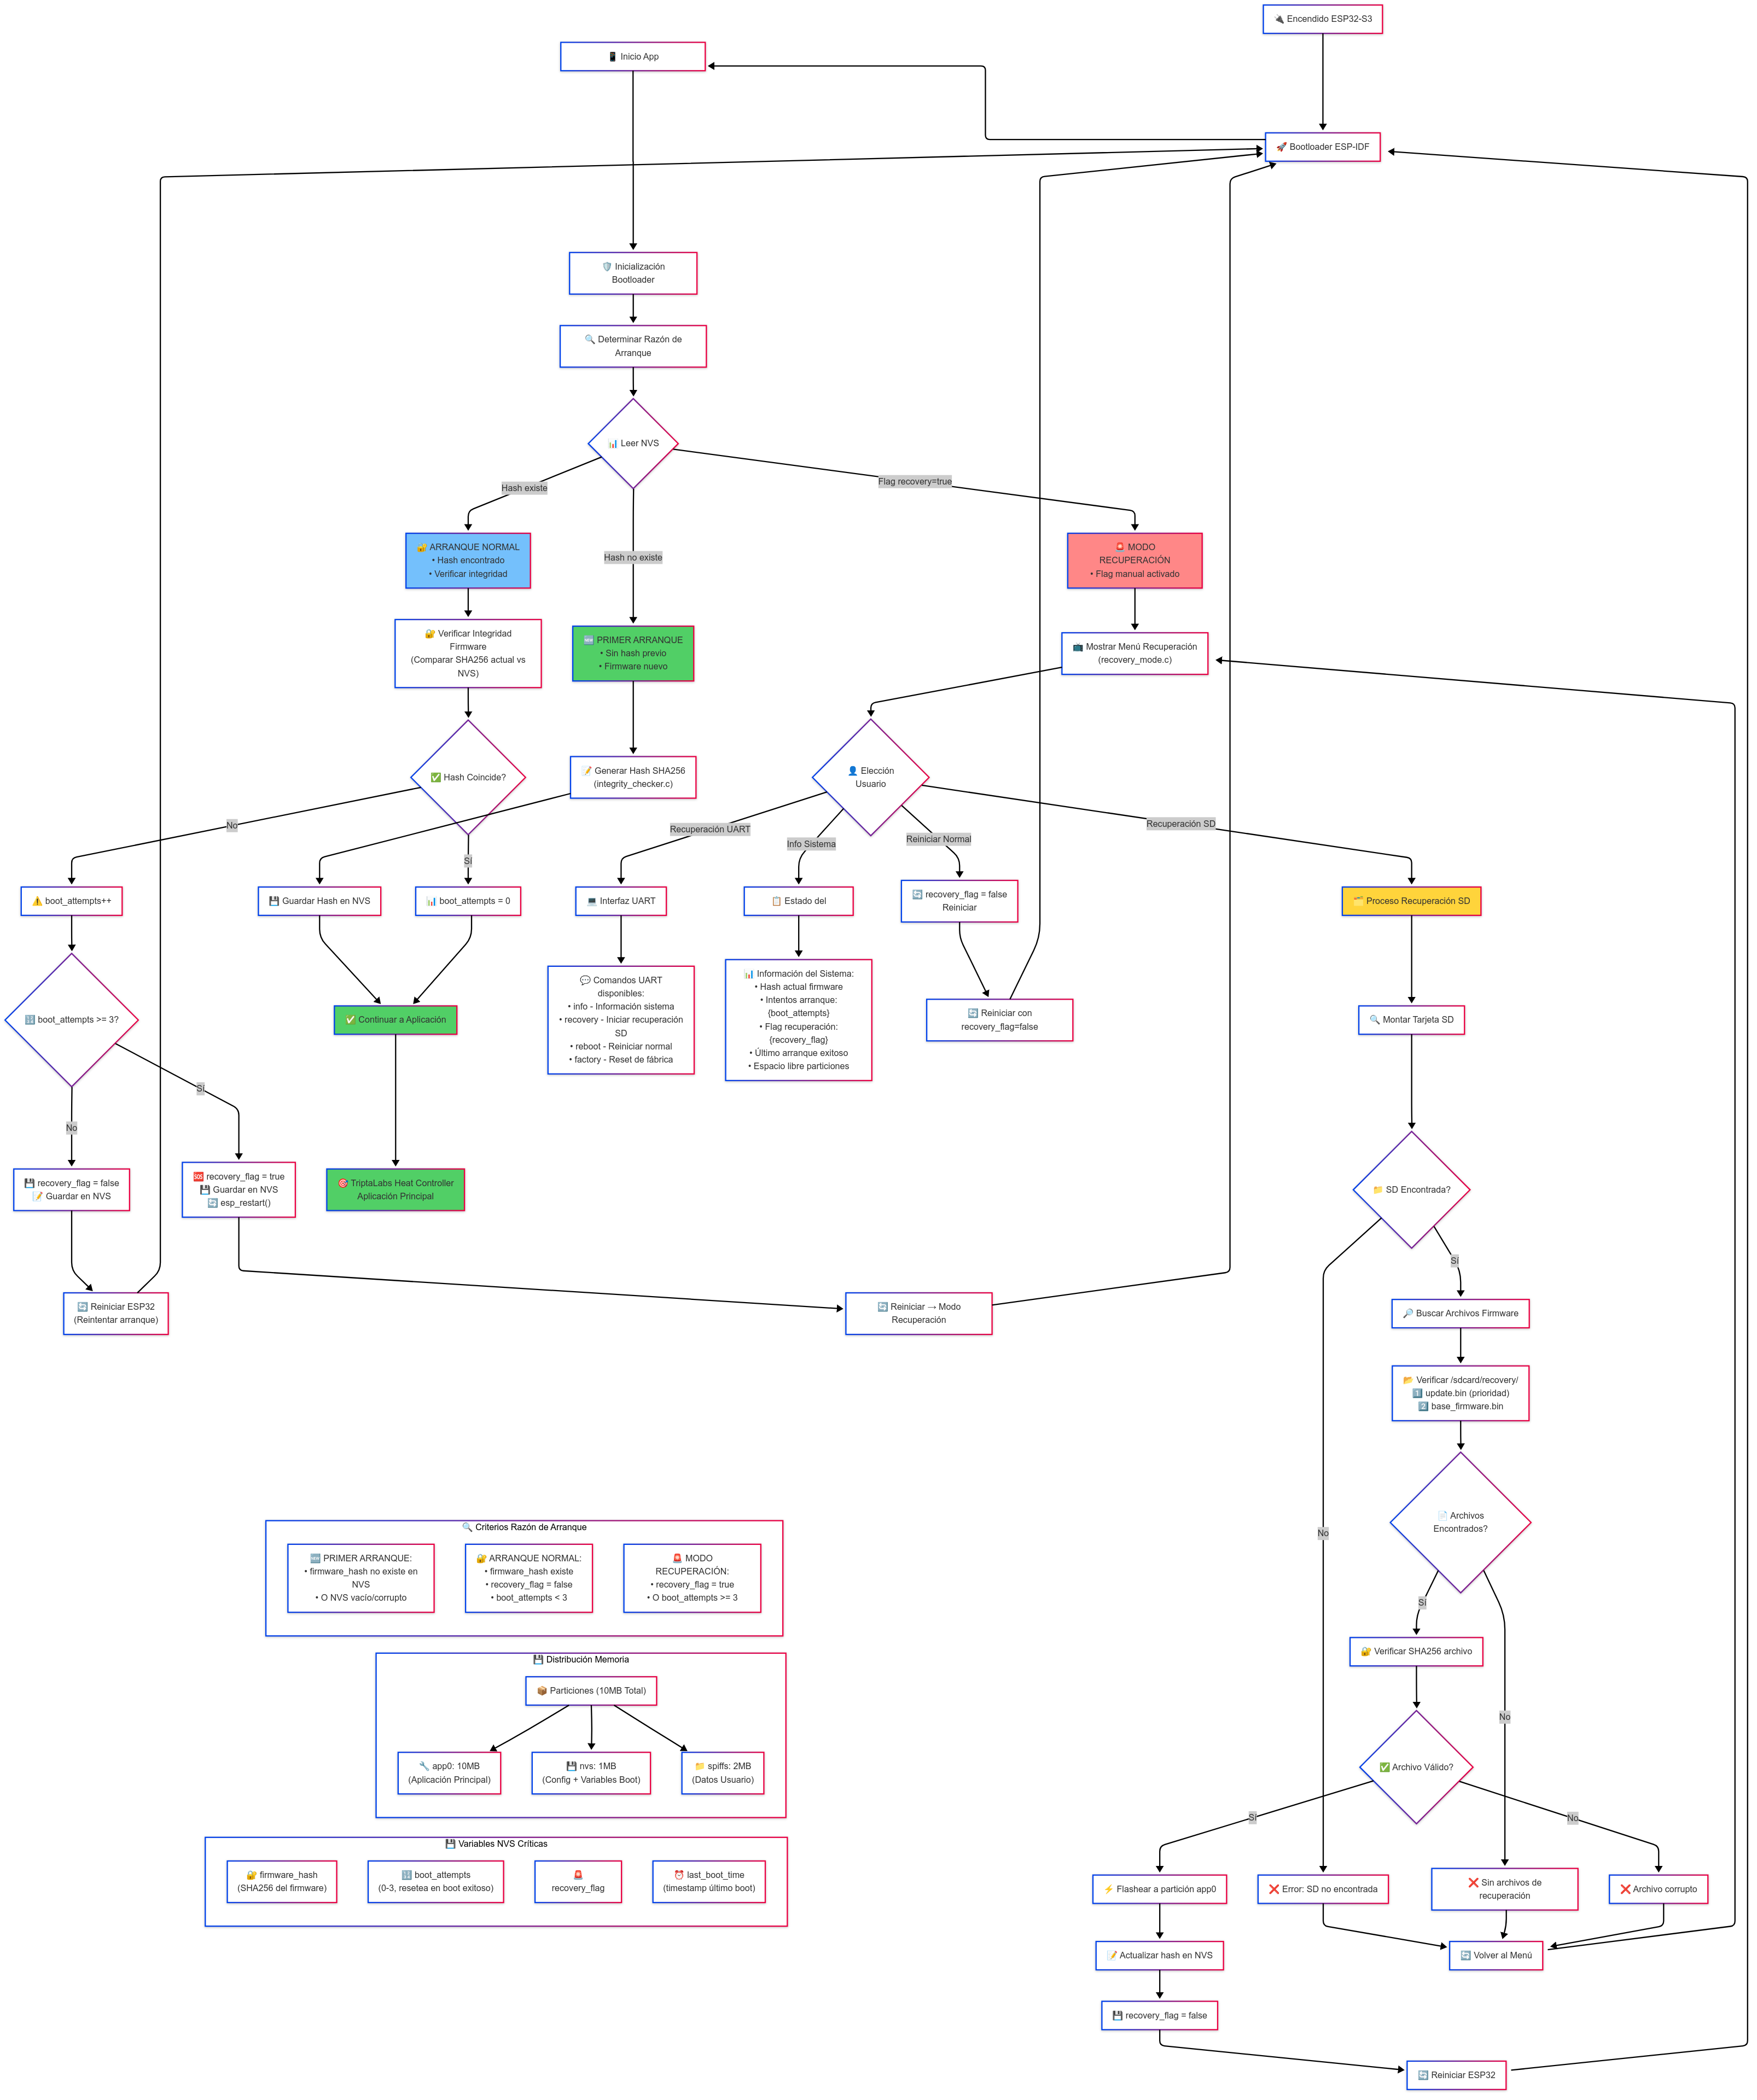 🔌 Encendido ESP32-S3
📱 Inicio App
🚀 Bootloader ESP-IDF
🛡️ Inicialización
Bootloader
🔍 Determinar Razón de
Arranque
📊 Leer NVS
Hash existe
Flag recovery=true
Hash no existe
🔐 ARRANQUE NORMAL
• Hash encontrado
• Verificar integridad
🚨 MODO
RECUPERACIÓN
• Flag manual activado
🔐 Verificar Integridad
Firmware
(Comparar SHA256 actual vs
NVS)
🆕 PRIMER ARRANQUE
• Sin hash previo
• Firmware nuevo
📺 Mostrar Menú Recuperación
(recovery_mode.c)
✅ Hash Coincide?
📝 Generar Hash SHA256
(integrity_checker.c)
👤 Elección
Usuario
No
Sí
Recuperación UART
Info Sistema
Reiniciar Normal
Recuperación SD
⚠️ boot_attempts++
💾 Guardar Hash en NVS
📊 boot_attempts = 0
💻 Interfaz UART
📋 Estado del
🔄 recovery_flag = false
Reiniciar
🗂️ Proceso Recuperación SD
🔢 boot_attempts >= 3?
✅ Continuar a Aplicación
💬 Comandos UART
disponibles:
• info - Información sistema
• recovery - Iniciar recuperación
SD
• reboot - Reiniciar normal
• factory - Reset de fábrica
📊 Información del Sistema:
• Hash actual firmware
• Intentos arranque:
{boot_attempts}
• Flag recuperación:
{recovery_flag}
• Último arranque exitoso
• Espacio libre particiones
🔄 Reiniciar con
recovery_flag=false
🔍 Montar Tarjeta SD
Sí
No
💾 recovery_flag = false
📝 Guardar en NVS
🆘 recovery_flag = true
💾 Guardar en NVS
🔄 esp_restart()
🎯 TriptaLabs Heat Controller
Aplicación Principal
📁 SD Encontrada?
Sí
🔄 Reiniciar ESP32
(Reintentar arranque)
🔄 Reiniciar → Modo
Recuperación
🔎 Buscar Archivos Firmware
📂 Verificar /sdcard/recovery/
1️⃣ update.bin (prioridad)
2️⃣ base_firmware.bin
📄 Archivos
Encontrados?
No
Sí
🔐 Verificar SHA256 archivo
No
✅ Archivo Válido?
Sí
No
⚡ Flashear a partición app0
❌ Error: SD no encontrada
❌ Sin archivos de
recuperación
❌ Archivo corrupto
📝 Actualizar hash en NVS
🔄 Volver al Menú
💾 recovery_flag = false
🔄 Reiniciar ESP32
🔍 Criterios Razón de Arranque
🆕 PRIMER ARRANQUE:
• firmware_hash no existe en
NVS
• O NVS vacío/corrupto
🔐 ARRANQUE NORMAL:
• firmware_hash existe
• recovery_flag = false
• boot_attempts < 3
🚨 MODO
RECUPERACIÓN:
• recovery_flag = true
• O boot_attempts >= 3
💾 Distribución Memoria
📦 Particiones (10MB Total)
🔧 app0: 10MB
(Aplicación Principal)
💾 nvs: 1MB
(Config + Variables Boot)
📁 spiffs: 2MB
(Datos Usuario)
💾 Variables NVS Críticas
🔐 firmware_hash
(SHA256 del firmware)
🔢 boot_attempts
(0-3, resetea en boot exitoso)
🚨
recovery_flag
⏰ last_boot_time
(timestamp último boot)